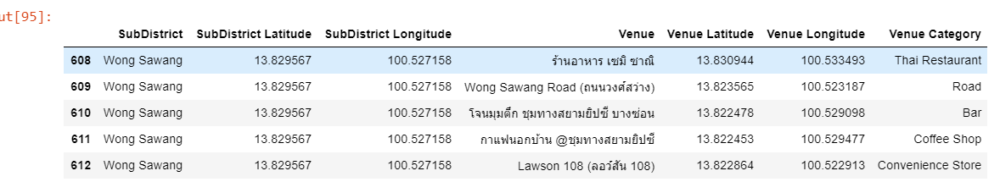 ut[95]:
SubDistrict SubDistrict Latitude SubDistrict Longitude Venue Venue Latitude Venue Longitude Venue Category
608 Wong Sawang 13.829567 100.527158 ร้านอาหาร เซมิ ซาณิ 13.830944 100.533493 Thai Restaurant
609 Wong Sawang 13.829567 100.527158 Wong Sawang Road (ถนนวงศ์สว่าง) 13.823565 100.523187 Road
610 Wong Sawang 13.829567 100.527158 โจนมุมตึก ชุมทางสยามยิปซี บางซ่อน 13.822478 100.529098 Bar
611 Wong Sawang 13.829567 100.527158 กาแฟนอกบ้าน @ชุมทางสยามยิปซี 13.822453 100.529477 Coffee Shop
612 Wong Sawang 13.829567 100.527158 Lawson 108 (ลอว์สัน 108) 13.822864 100.522913 Convenience Store